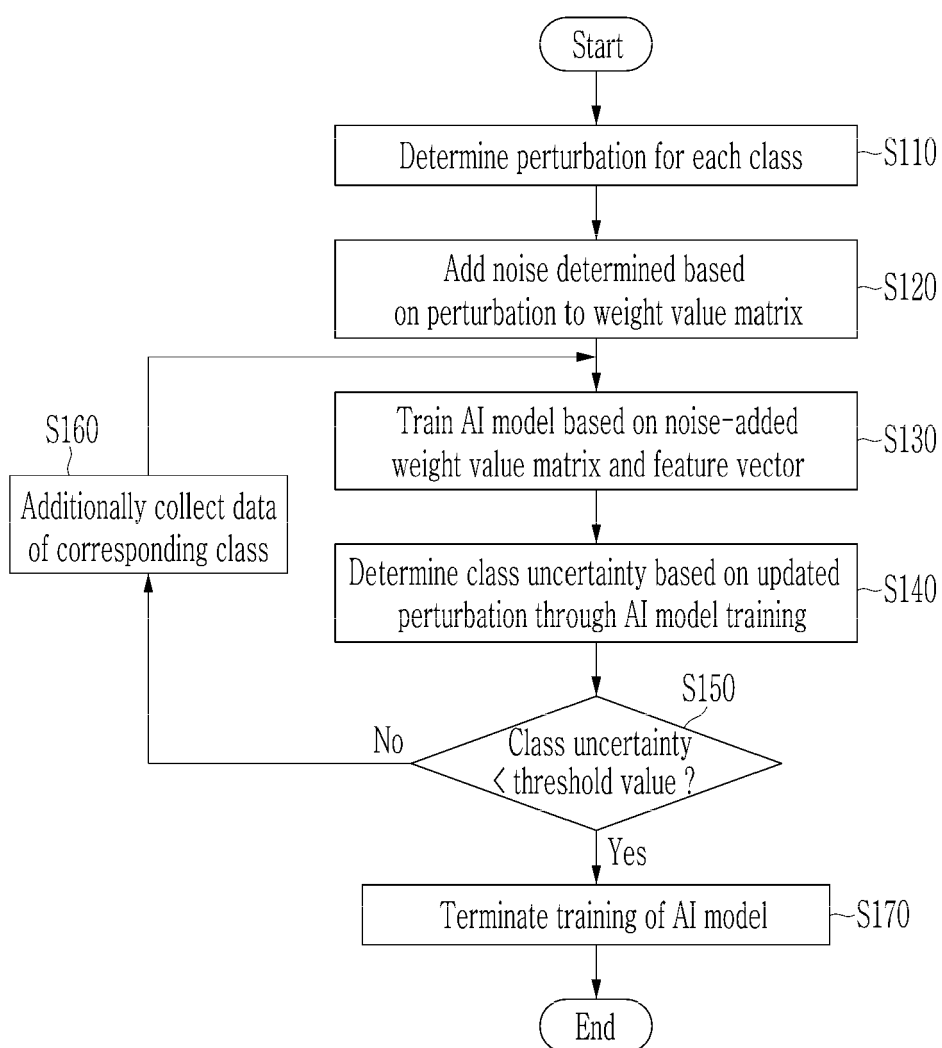 Start
Determine perturbation for each class
S110
Add noise determined based
on perturbation to weight value matrix
S120
Train AI model based on noise-added
weight value matrix and feature vector
S130
S160
Additionally collect data
of corresponding class
Determine class uncertainty based on updated
perturbation through AI model training
S140
S150
No
Class uncertainty
< threshold value ?
Yes
Terminate training of AI model
S170
End